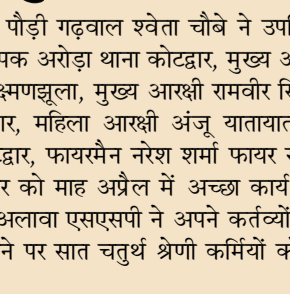 पौड़ी गढ़वाल श्वेता चौबे ने
पक अरोड़ा थाना कोटद्वार, मुख्य
क्ष्मणझूला, मुख्य आरक्षी रामवीर
ार, महिला आरक्षी अंजू यातायात
द्वार, फायरमैन नरेश शर्मा फायर
र को माह अप्रैल में अच्छा कार्य
अलावा एसएसपी ने अपने कर्तव्यों
ने पर सात चतुर्थ श्रेणी कर्मियों